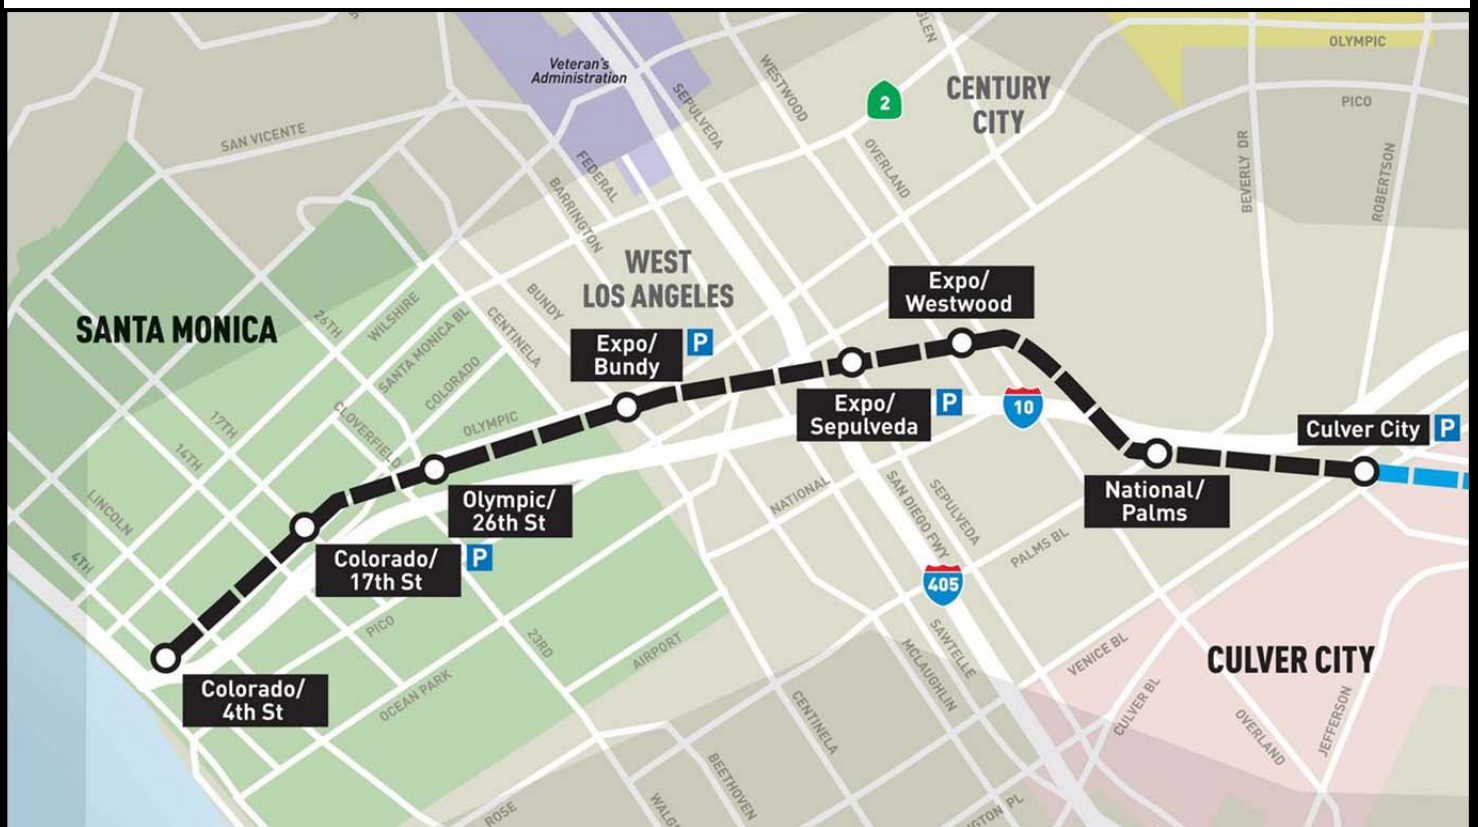 Veteran's
Administration
SEPULVEDA
WESTWOOD
GLEN
2
CENTURY
CITY
OLYMPIC
PICO
SAN VICENTE
FEDERAL
BARRINGTON
OVERLAND
BEVERLY DR
ROBERTSON
WEST
LOS ANGELES
SANTA MONICA
26TH
WILSHIRE
SANTA MONICA BL
COLORADO
BUNDY
CENTINELA
Expo/
Bundy
P
Expo/
Westwood
Expo/
Sepulveda
P
10
Culver City
P
17TH
14TH
LINCOLN
4TH
CLOVERFIELD
OLYMPIC
Olympic/
26th St
Colorado/
17th St
P
NATIONAL
SAN DIEGO FWY
SEPULVEDA
PALMS BL
National/
Palms
405
PICO
23RD
AIRPORT
OCEAN PARK
Colorado/
4th St
SAWTELLE
MCLAUGHLIN
VENICE BL
CULVER CITY
CULVER BL
OVERLAND
JEFFERSON
CENTINELA
BEETHOVEN
ROSE